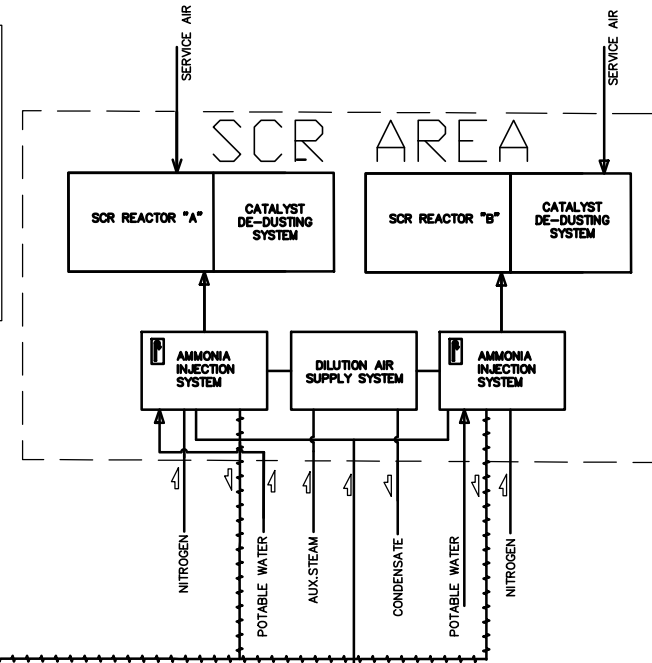 SERVICE AIR
SERVICE AIR
SCR AREA
SCR REACTOR "A"
CATALYST
DE-DUSTING
SYSTEM
SCR REACTOR "B"
CATALYST
DE-DUSTING
SYSTEM
AMMONIA
INJECTION
SYSTEM
DILUTION AIR
SUPPLY SYSTEM
AMMONIA
INJECTION
SYSTEM
NITROGEN
POTABLE WATER
AUX.STEAM
CONDENSATE
POTABLE WATER
NITROGEN